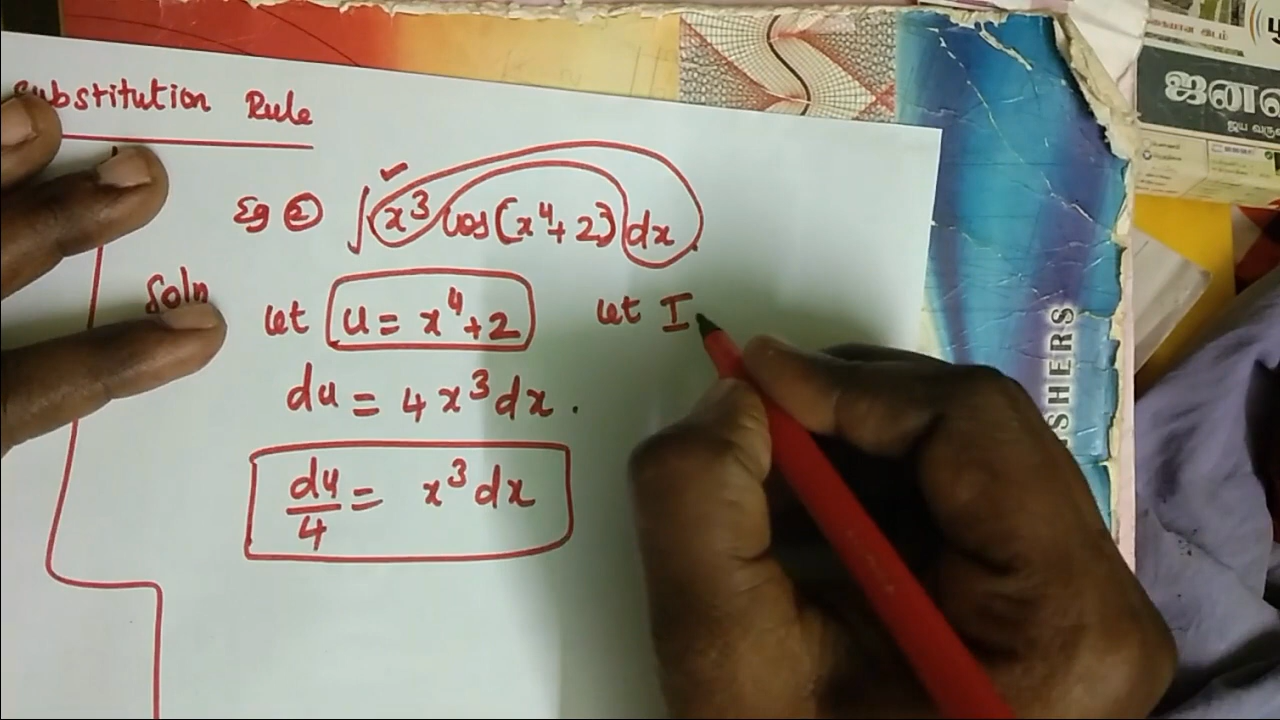 Substitution Rule
Eg ② ∫x³ cos(x⁴+2) dx.
Soln
let u = x⁴+2
let I
du = 4x³dx.
du/4 = x³dx
SHERS